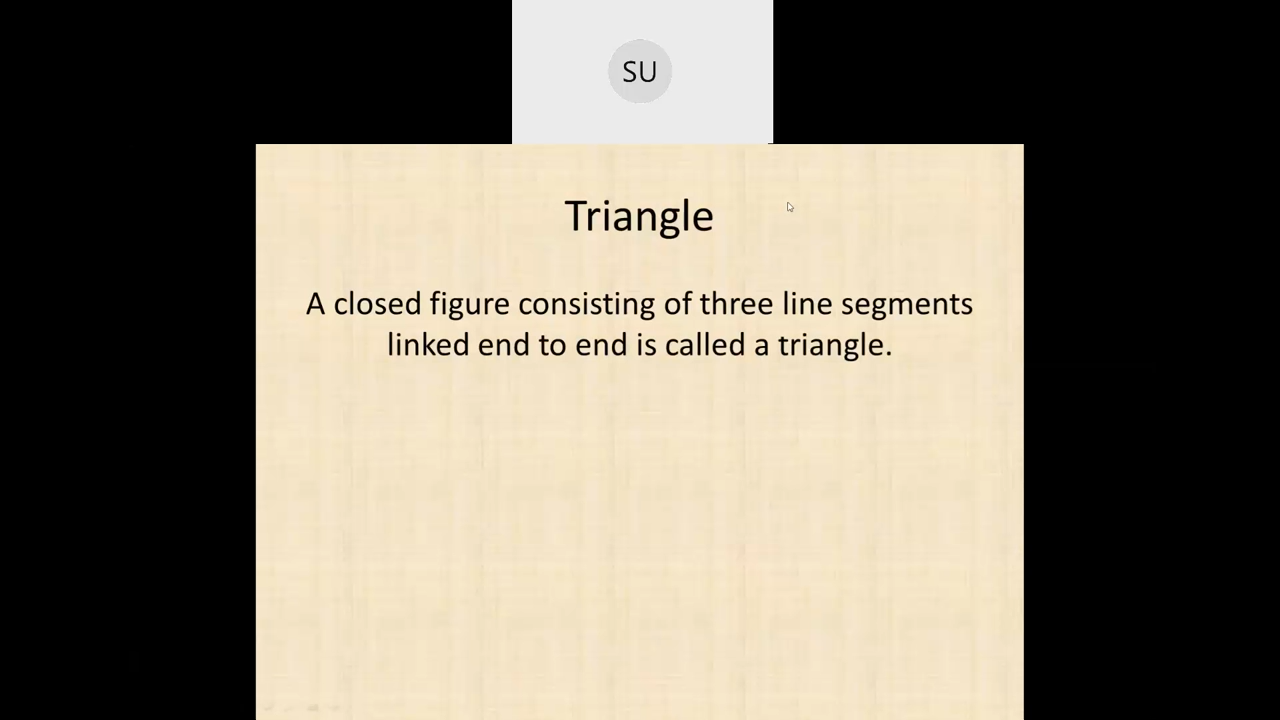 SU
Triangle
A closed figure consisting of three line segments
linked end to end is called a triangle.